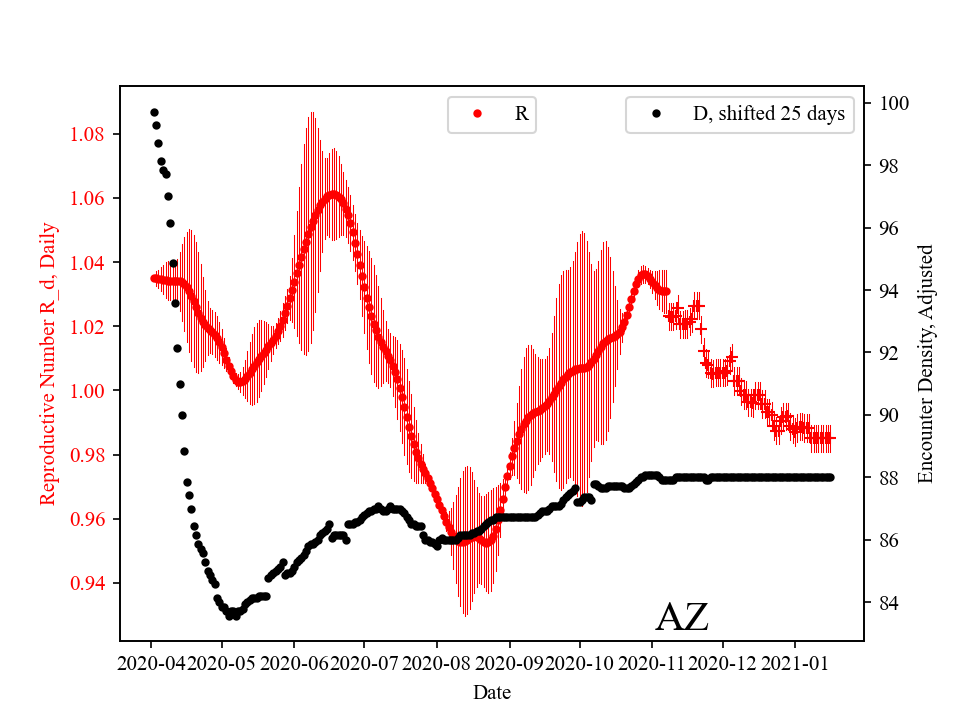 R
D, shifted 25 days
1.08
1.06
1.04
1.02
1.00
0.98
0.96
0.94
Reproductive Number R_d, Daily
100
98
96
94
92
90
88
86
84
Encounter Density, Adjusted
AZ
2020-04 2020-05 2020-06 2020-07 2020-08 2020-09 2020-10 2020-11 2020-12 2021-01
Date